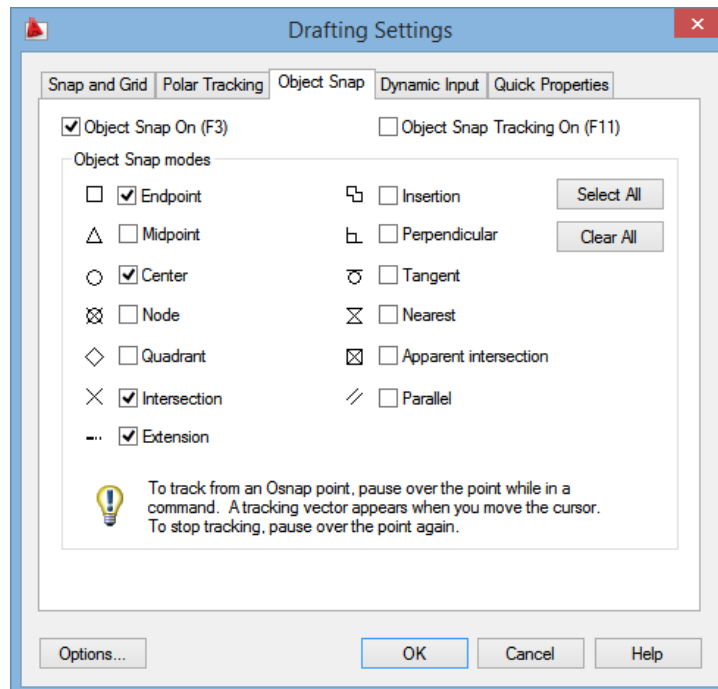 Drafting Settings
Snap and Grid Polar Tracking Object Snap Dynamic Input Quick Properties
Object Snap On (F3) Object Snap Tracking On (F11)
Object Snap modes
Endpoint Insertion Select All
Midpoint Perpendicular Clear All
Center Tangent
Node Nearest
Quadrant Apparent intersection
Intersection Parallel
Extension
To track from an Osnap point, pause over the point while in a
command. A tracking vector appears when you move the cursor.
To stop tracking, pause over the point again.
Options... OK Cancel Help